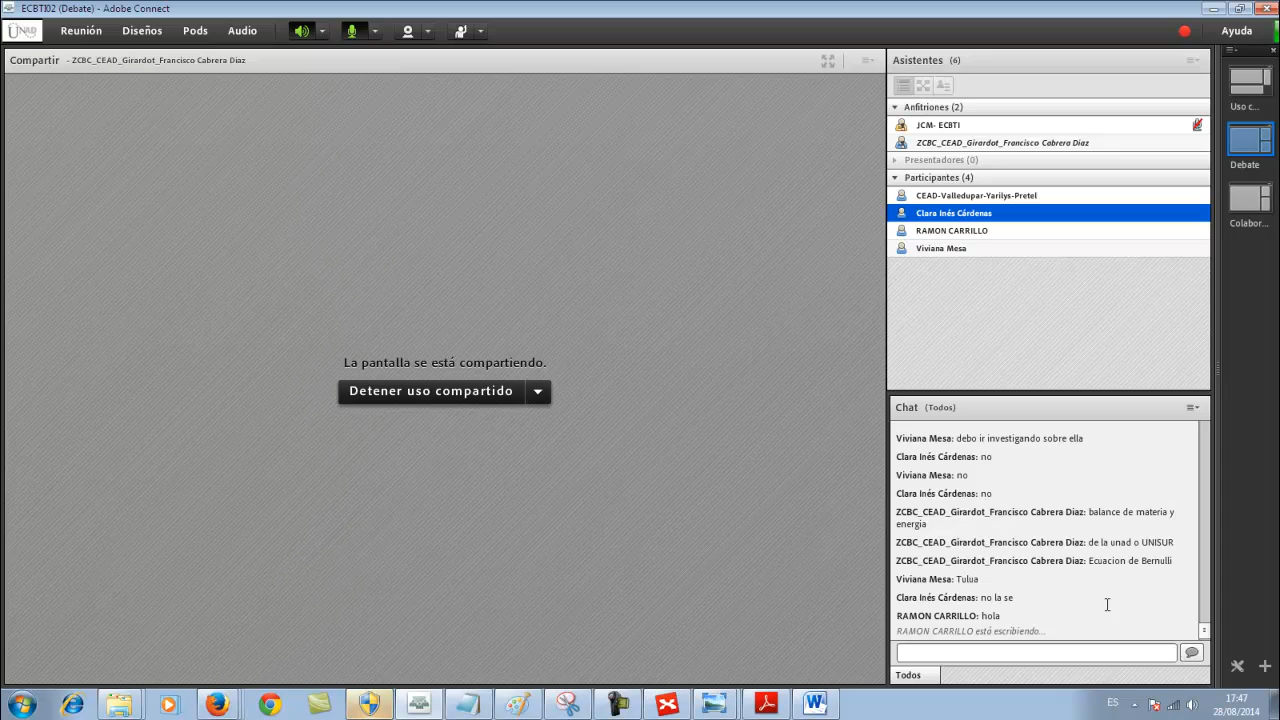 ECBTI02 (Debate) - Adobe Connect
UNAD
Reunión
Diseños
Pods
Audio
Ayuda
Compartir - ZCBC_CEAD_Girardot_Francisco Cabrera Diaz
La pantalla se está compartiendo.
Detener uso compartido
Asistentes (6)
Anfitriones (2)
JCM- ECBTI
ZCBC_CEAD_Girardot_Francisco Cabrera Diaz
Presentadores (0)
Participantes (4)
CEAD-Valledupar-Yarilys-Pretel
Clara Inés Cárdenas
RAMON CARRILLO
Viviana Mesa
Chat (Todos)
Viviana Mesa: debo ir investigando sobre ella
Clara Inés Cárdenas: no
Viviana Mesa: no
Clara Inés Cárdenas: no
ZCBC_CEAD_Girardot_Francisco Cabrera Diaz: balance de materia y
energia
ZCBC_CEAD_Girardot_Francisco Cabrera Diaz: de la unad o UNISUR
ZCBC_CEAD_Girardot_Francisco Cabrera Diaz: Ecuacion de Bernulli
Viviana Mesa: Tulua
Clara Inés Cárdenas: no la se
RAMON CARRILLO: hola
RAMON CARRILLO está escribiendo...
Todos
Uso c...
Debate
Colabor...
ES
17:47
28/08/2014